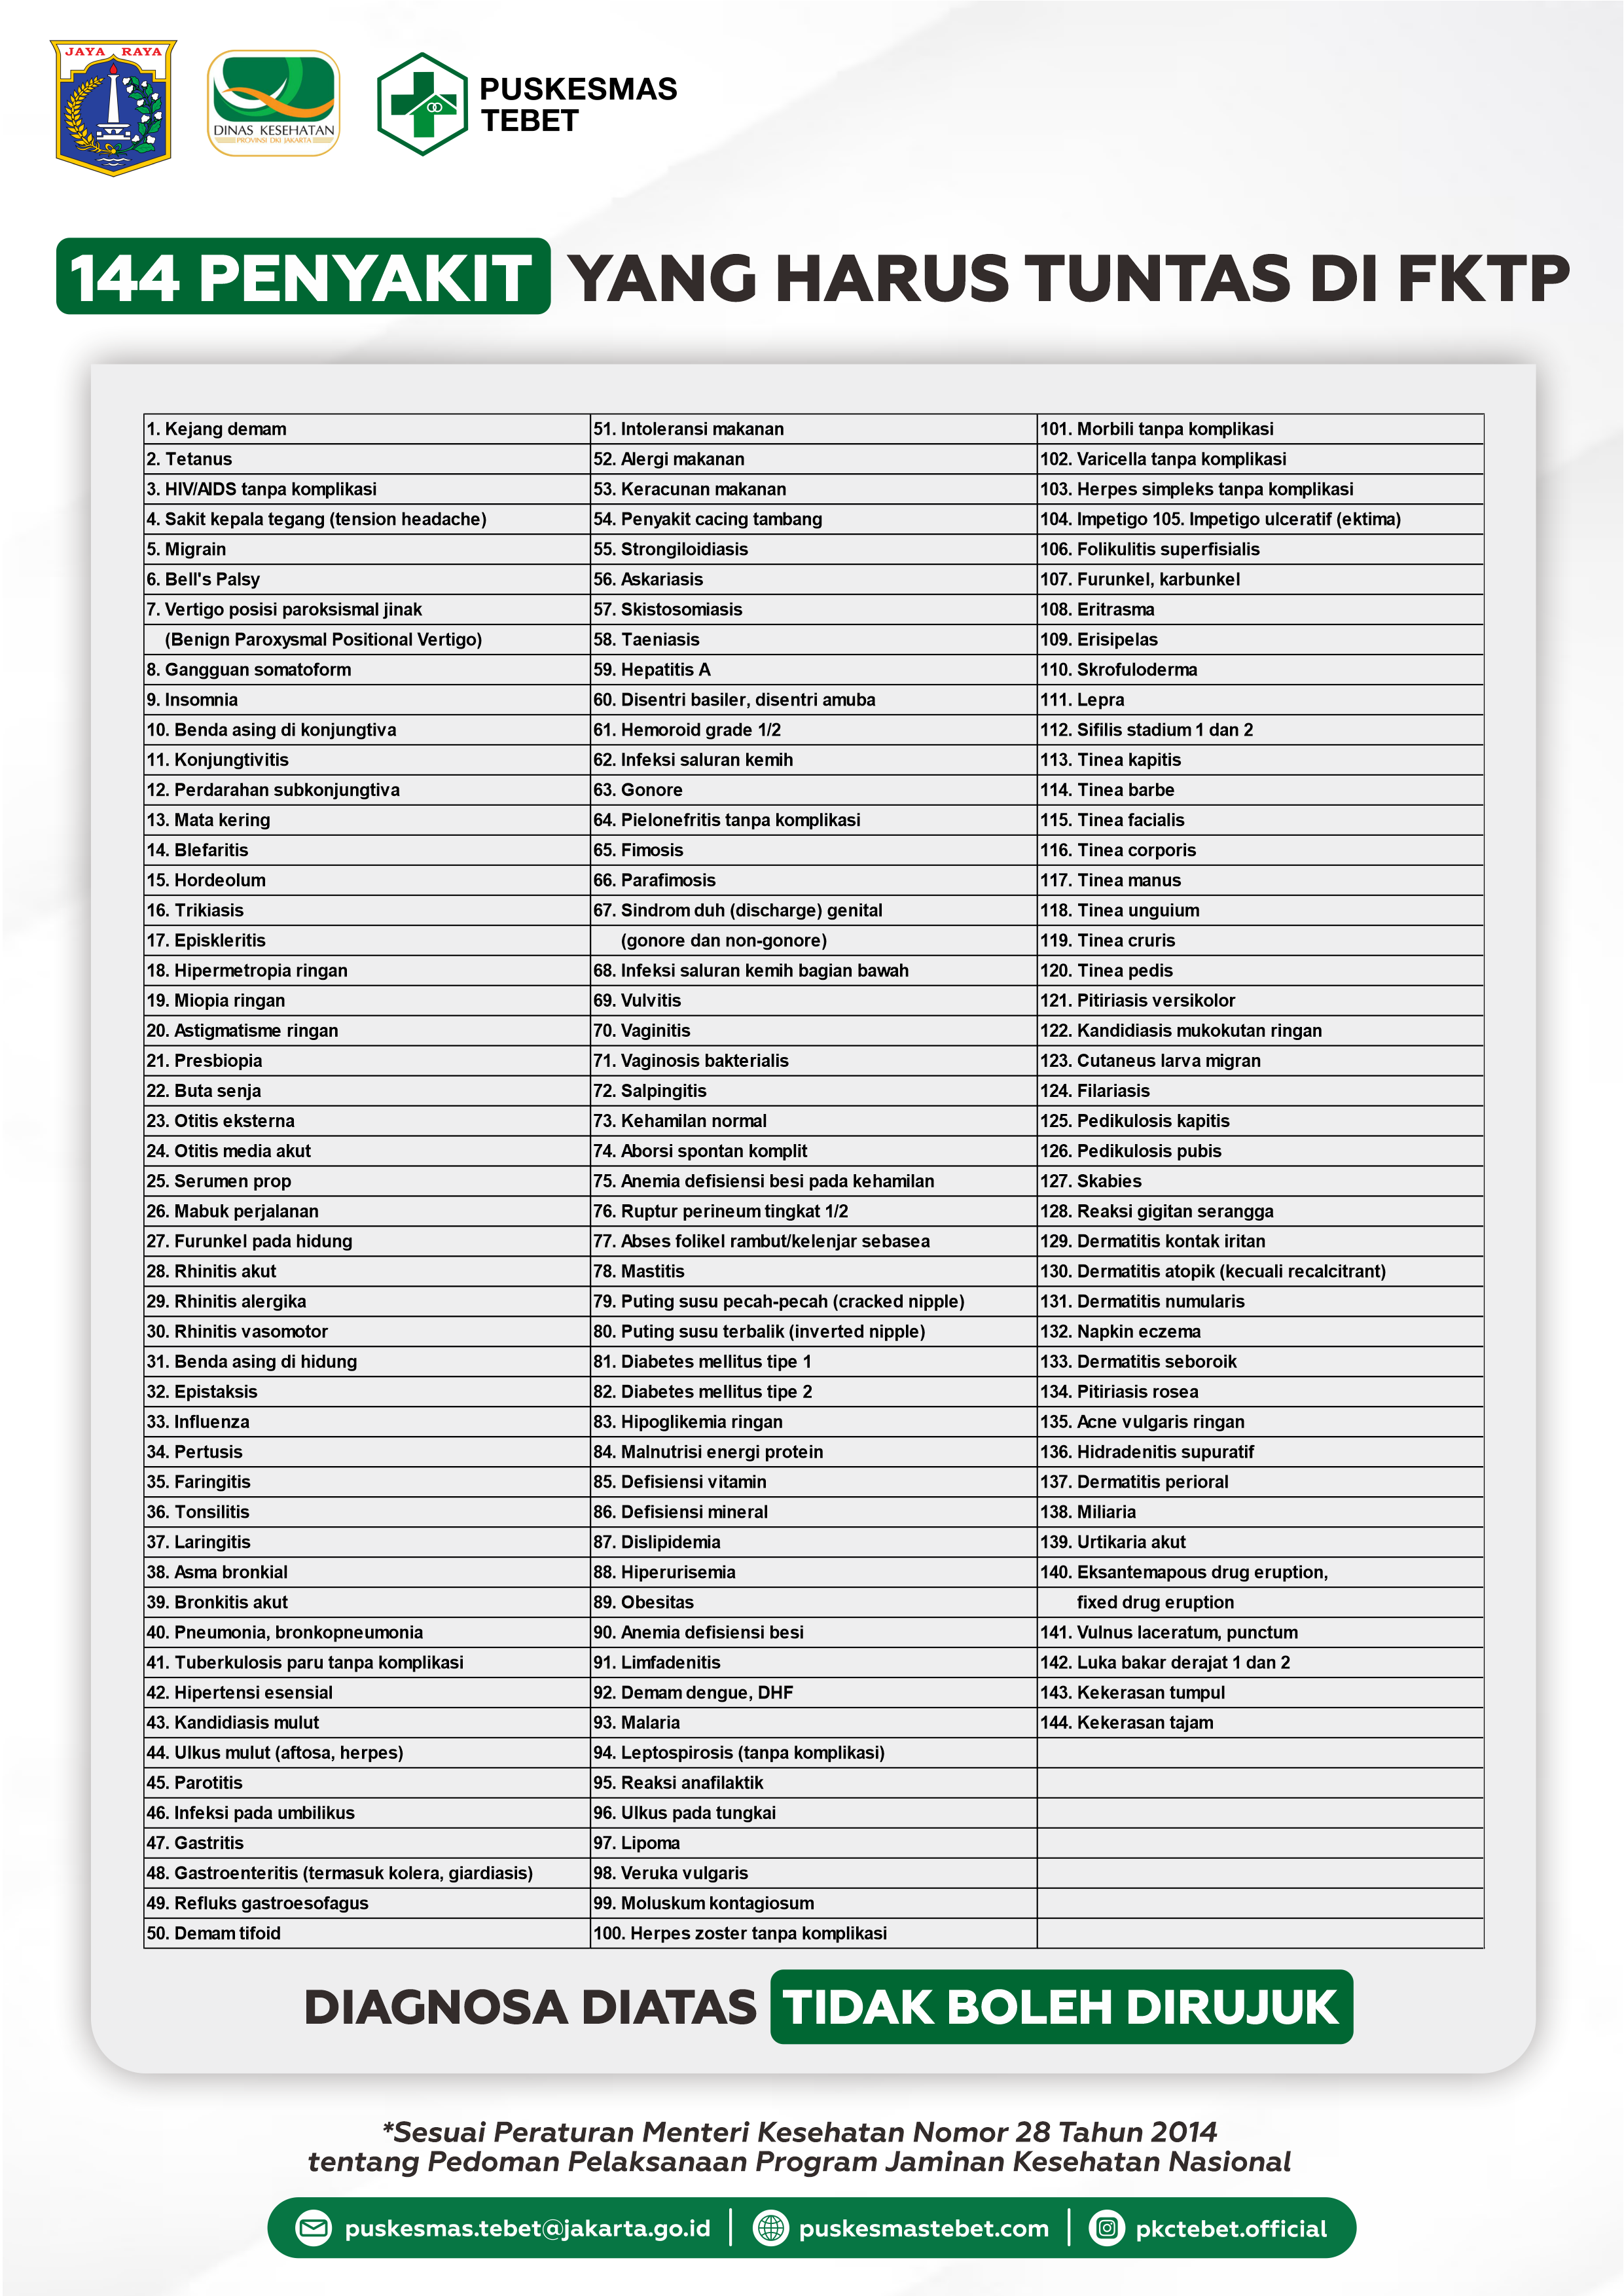 JAYA RAYA
DINAS KESEHATAN
PROVINSI DKI JAKARTA
PUSKESMAS
TEBET
144 PENYAKIT YANG HARUS TUNTAS DI FKTP
1. Kejang demam
2. Tetanus
3. HIV/AIDS tanpa komplikasi
4. Sakit kepala tegang (tension headache)
5. Migrain
6. Bell's Palsy
7. Vertigo posisi paroksismal jinak
(Benign Paroxysmal Positional Vertigo)
8. Gangguan somatoform
9. Insomnia
10. Benda asing di konjungtiva
11. Konjungtivitis
12. Perdarahan subkonjungtiva
13. Mata kering
14. Blefaritis
15. Hordeolum
16. Trikiasis
17. Episkleritis
18. Hipermetropia ringan
19. Miopia ringan
20. Astigmatisme ringan
21. Presbiopia
22. Buta senja
23. Otitis eksterna
24. Otitis media akut
25. Serumen prop
26. Mabuk perjalanan
27. Furunkel pada hidung
28. Rhinitis akut
29. Rhinitis alergika
30. Rhinitis vasomotor
31. Benda asing di hidung
32. Epistaksis
33. Influenza
34. Pertusis
35. Faringitis
36. Tonsilitis
37. Laringitis
38. Asma bronkial
39. Bronkitis akut
40. Pneumonia, bronkopneumonia
41. Tuberkulosis paru tanpa komplikasi
42. Hipertensi esensial
43. Kandidiasis mulut
44. Ulkus mulut (aftosa, herpes)
45. Parotitis
46. Infeksi pada umbilikus
47. Gastritis
48. Gastroenteritis (termasuk kolera, giardiasis)
49. Refluks gastroesofagus
50. Demam tifoid
51. Intoleransi makanan
52. Alergi makanan
53. Keracunan makanan
54. Penyakit cacing tambang
55. Strongiloidiasis
56. Askariasis
57. Skistosomiasis
58. Taeniasis
59. Hepatitis A
60. Disentri basiler, disentri amuba
61. Hemoroid grade 1/2
62. Infeksi saluran kemih
63. Gonore
64. Pielonefritis tanpa komplikasi
65. Fimosis
66. Parafimosis
67. Sindrom duh (discharge) genital
(gonore dan non-gonore)
68. Infeksi saluran kemih bagian bawah
69. Vulvitis
70. Vaginitis
71. Vaginosis bakterialis
72. Salpingitis
73. Kehamilan normal
74. Aborsi spontan komplit
75. Anemia defisiensi besi pada kehamilan
76. Ruptur perineum tingkat 1/2
77. Abses folikel rambut/kelenjar sebasea
78. Mastitis
79. Puting susu pecah-pecah (cracked nipple)
80. Puting susu terbalik (inverted nipple)
81. Diabetes mellitus tipe 1
82. Diabetes mellitus tipe 2
83. Hipoglikemia ringan
84. Malnutrisi energi protein
85. Defisiensi vitamin
86. Defisiensi mineral
87. Dislipidemia
88. Hiperurisemia
89. Obesitas
90. Anemia defisiensi besi
91. Limfadenitis
92. Demam dengue, DHF
93. Malaria
94. Leptospirosis (tanpa komplikasi)
95. Reaksi anafilaktik
96. Ulkus pada tungkai
97. Lipoma
98. Veruka vulgaris
99. Moluskum kontagiosum
100. Herpes zoster tanpa komplikasi
101. Morbili tanpa komplikasi
102. Varicella tanpa komplikasi
103. Herpes simpleks tanpa komplikasi
104. Impetigo 105. Impetigo ulceratif (ektima)
106. Folikulitis superfisialis
107. Furunkel, karbunkel
108. Eritrasma
109. Erisipelas
110. Skrofuloderma
111. Lepra
112. Sifilis stadium 1 dan 2
113. Tinea kapitis
114. Tinea barbe
115. Tinea facialis
116. Tinea corporis
117. Tinea manus
118. Tinea unguium
119. Tinea cruris
120. Tinea pedis
121. Pitiriasis versikolor
122. Kandidiasis mukokutan ringan
123. Cutaneus larva migran
124. Filariasis
125. Pedikulosis kapitis
126. Pedikulosis pubis
127. Skabies
128. Reaksi gigitan serangga
129. Dermatitis kontak iritan
130. Dermatitis atopik (kecuali recalcitrant)
131. Dermatitis numularis
132. Napkin eczema
133. Dermatitis seboroik
134. Pitiriasis rosea
135. Acne vulgaris ringan
136. Hidradenitis supuratif
137. Dermatitis perioral
138. Miliaria
139. Urtikaria akut
140. Eksantemapous drug eruption,
fixed drug eruption
141. Vulnus laceratum, punctum
142. Luka bakar derajat 1 dan 2
143. Kekerasan tumpul
144. Kekerasan tajam
DIAGNOSA DIATAS TIDAK BOLEH DIRUJUK
*Sesuai Peraturan Menteri Kesehatan Nomor 28 Tahun 2014
tentang Pedoman Pelaksanaan Program Jaminan Kesehatan Nasional
puskesmas.tebet@jakarta.go.id | puskesmastebet.com | pkctebet.official